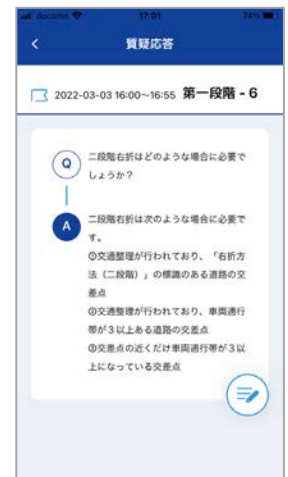 docomo 17:01 74%
質疑応答
2022-03-03 16:00~16:55 第一段階 - 6
Q 二段階右折はどのような場合に必要で
しょうか？
A 二段階右折は次のような場合に必要で
す。
①交通整理が行われており、「右折方
法（二段階）」の標識のある道路の交
差点
②交通整理が行われており、車両通行
帯が３以上ある道路の交差点
③交差点の近くだけ車両通行帯が３以
上になっている交差点